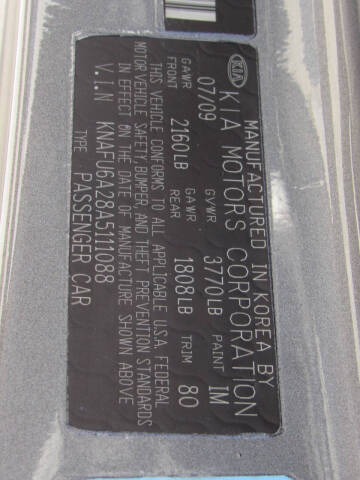 MANUFACTURED IN KOREA BY
KIA KIA MOTORS CORPORATION
07/09 GVWR 3770LB PAINT IM
GAWR FRONT 2160LB GAWR REAR 1808LB TRIM 80
THIS VEHICLE CONFORMS TO ALL APPLICABLE U.S.A. FEDERAL
MOTOR VEHICLE SAFETY, BUMPER, AND THEFT PREVENTION STANDARDS
IN EFFECT ON THE DATE OF MANUFACTURE SHOWN ABOVE
V.I.N KNAFU6A28A5111088
TYPE PASSENGER CAR